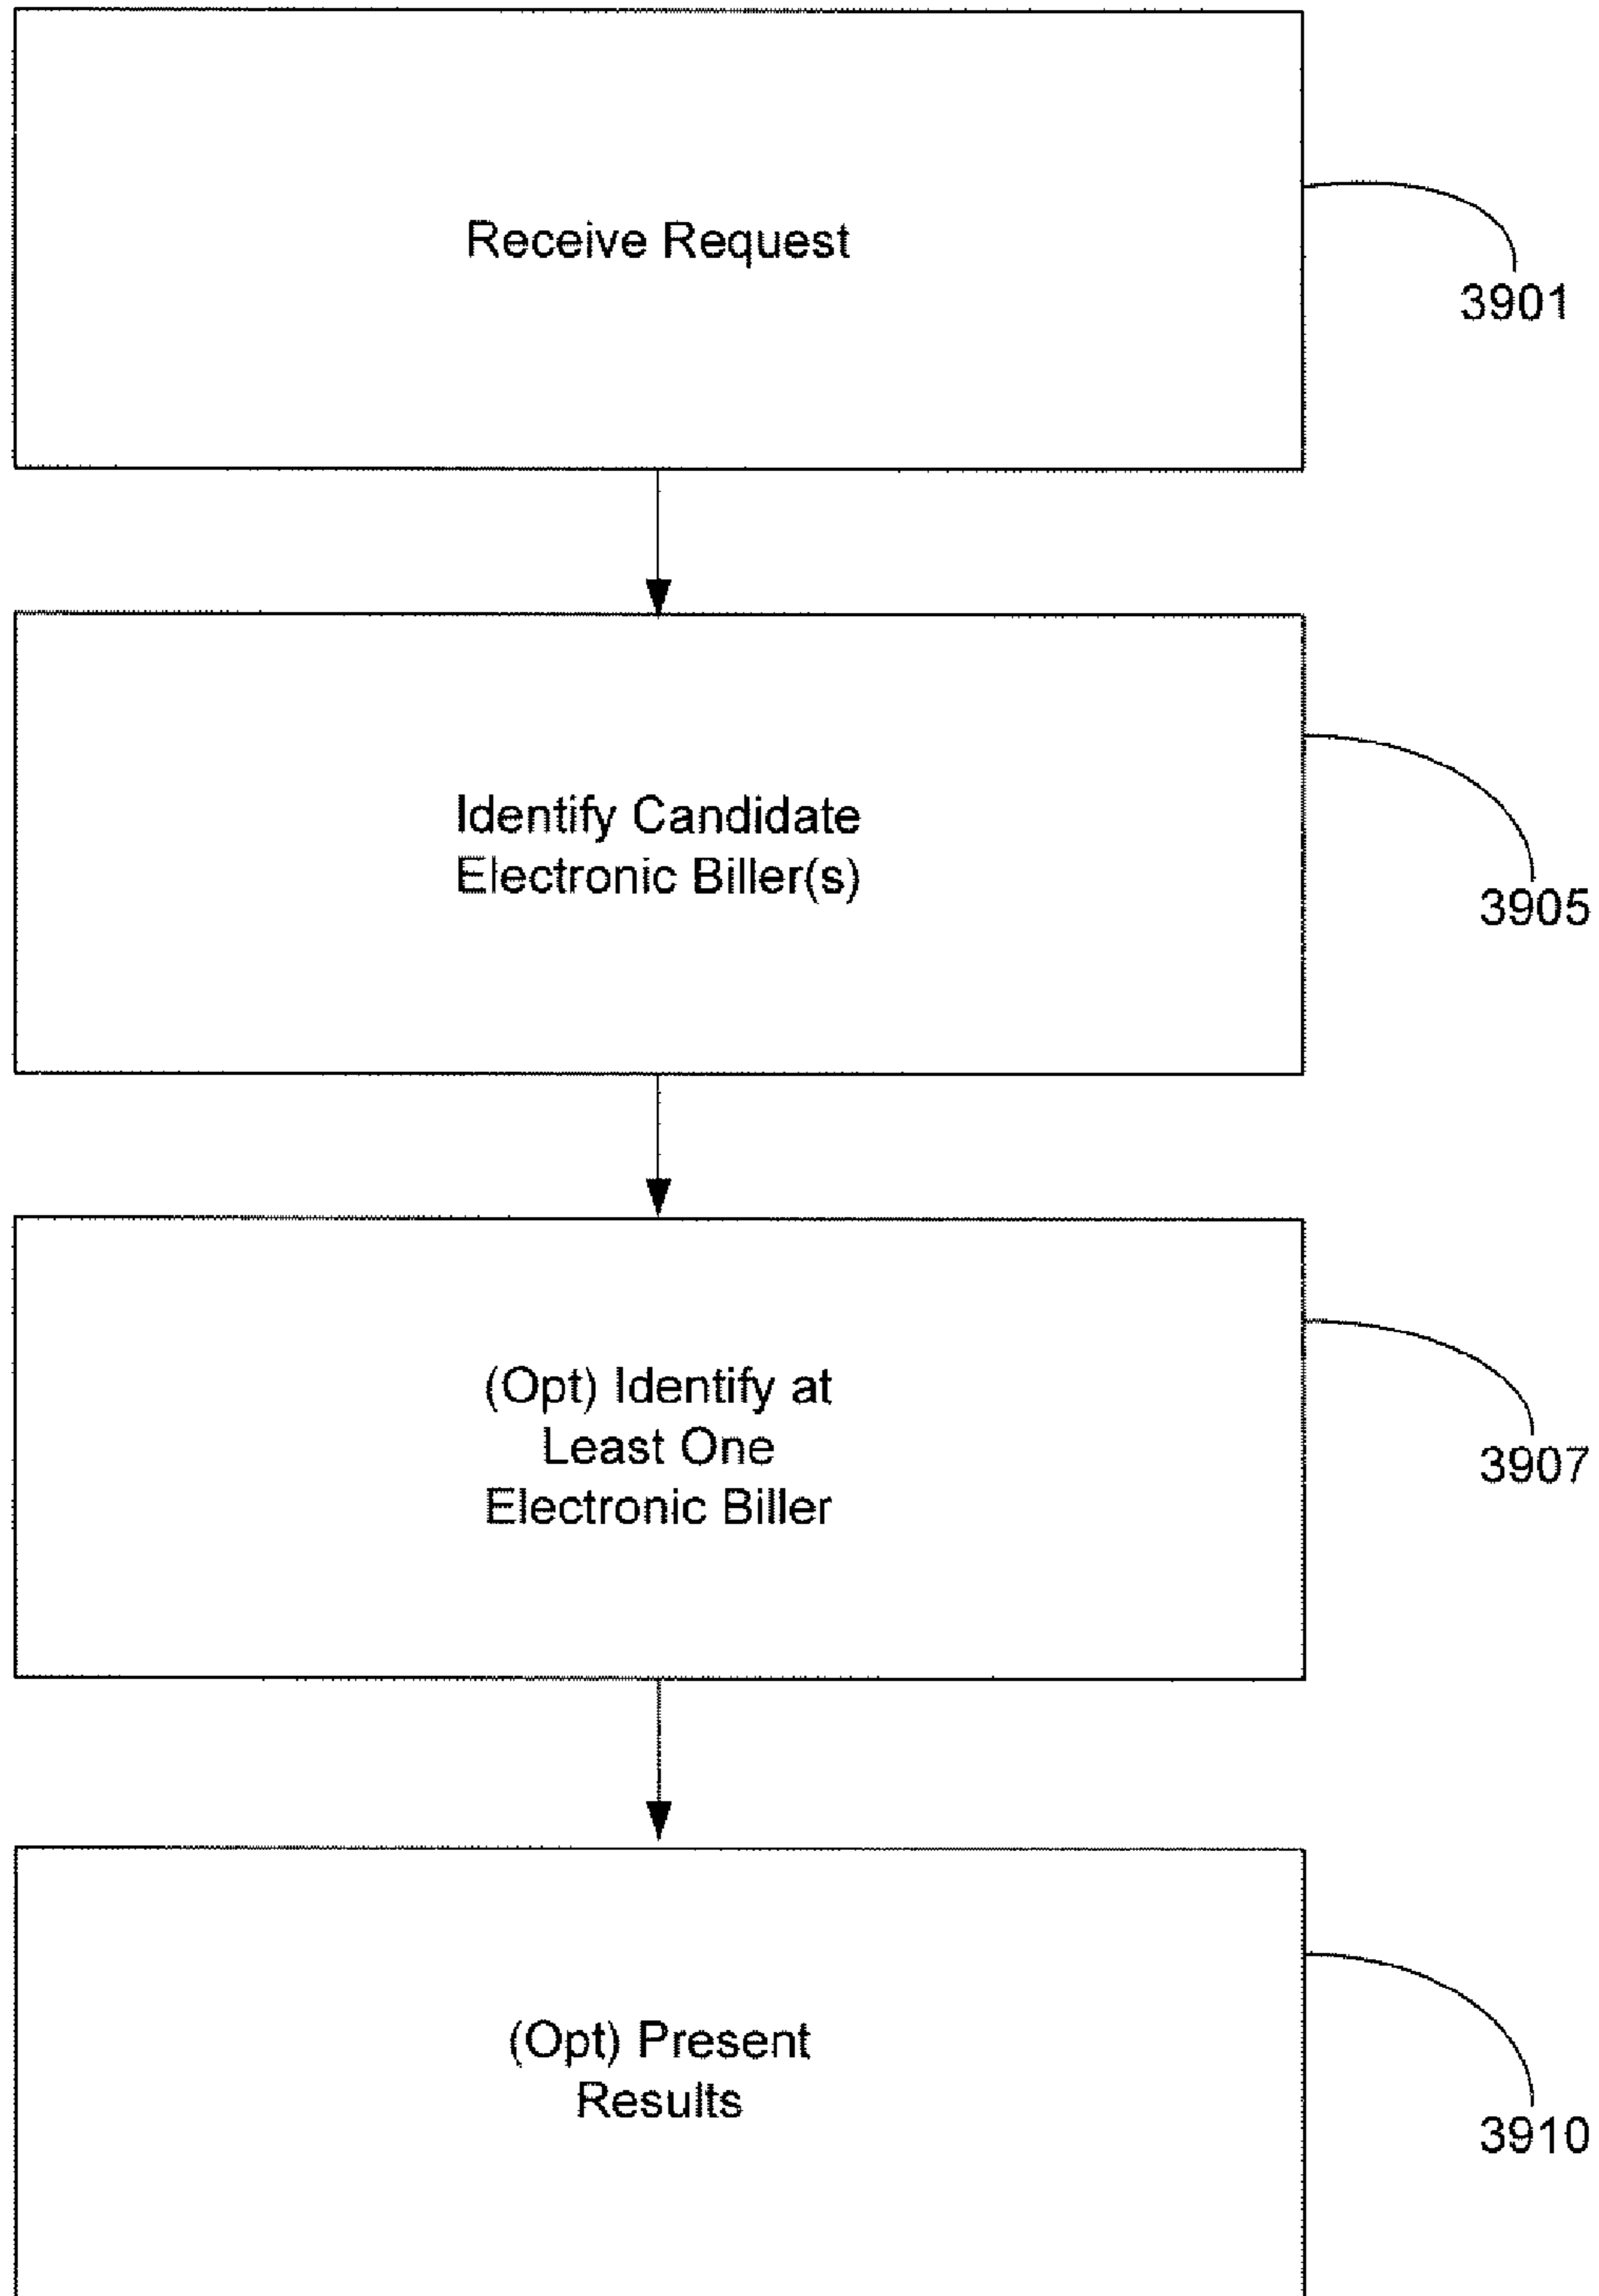 Receive Request
3901
Identify Candidate
Electronic Biller(s)
3905
(Opt) Identify at
Least One
Electronic Biller
3907
(Opt) Present
Results
3910